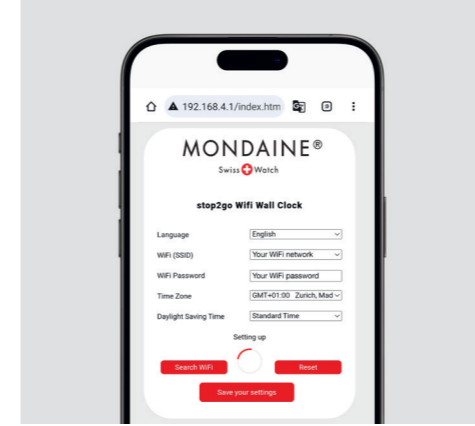 192.168.4.1/index.htm
MONDAINE®
Swiss Watch
stop2go Wifi Wall Clock
Language English
WiFi (SSID) Your WiFi network
WiFi Password Your WiFi password
Time Zone GMT+01:00 Zurich, Mad
Daylight Saving Time Standard Time
Setting up
Search WiFi Reset
Save your settings